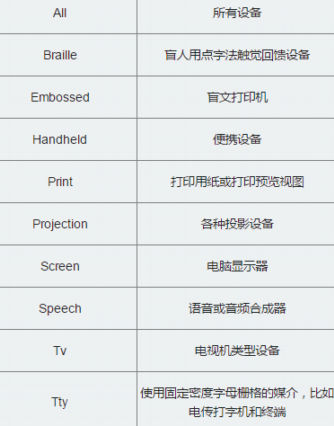 All 所有设备
Braille 盲人用点字法触觉回馈设备
Embossed 盲文打印机
Handheld 便携设备
Print 打印用纸或打印预览视图
Projection 各种投影设备
Screen 电脑显示器
Speech 语音或音频合成器
Tv 电视机类型设备
Tty 使用固定密度字母栅格的媒介，比如
电传打字机和终端